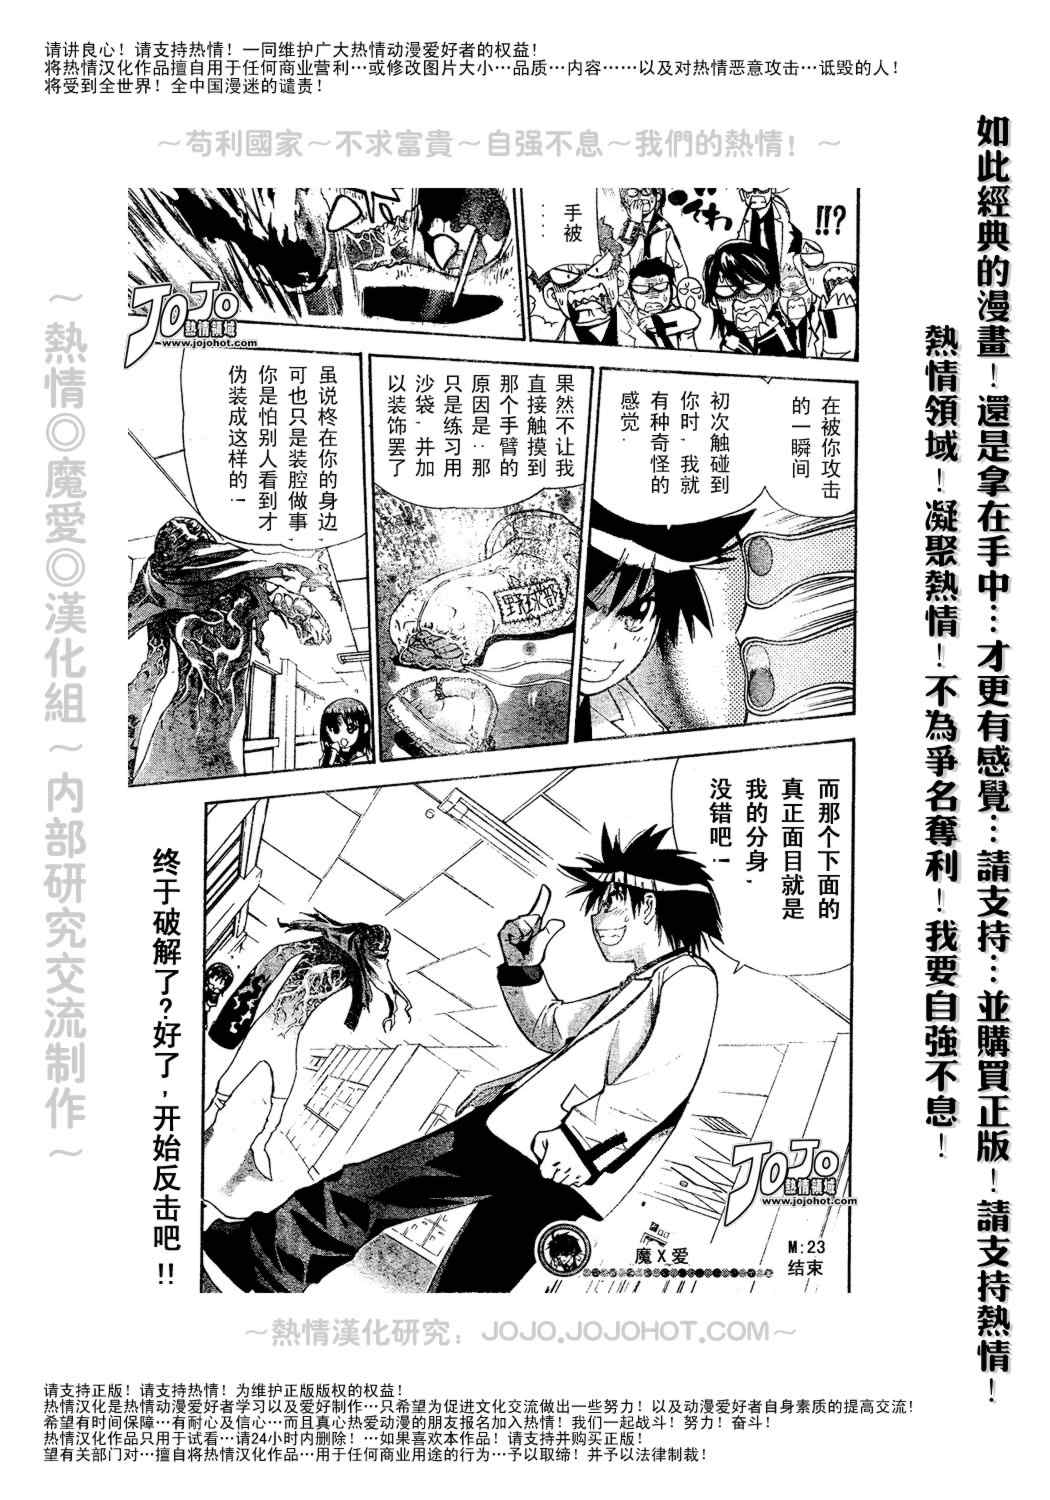 请讲良心！请支持热情！一同维护广大热情动漫爱好者的权益！
将热情汉化作品擅自用于任何商业营利…或修改图片大小…品质…内容……以及对热情恶意攻击…诋毁的人！
将受到全世界！全中国漫迷的谴责！
～苟利國家～不求富貴～自强不息～我們的熱情！～
如此經典的漫畫！還是拿在手中…才更有感覺…請支持…並購買正版！請支持熱情！
熱情領域！凝聚熱情！不為爭名奪利！我要自強不息！
～熱情◎魔愛◎漢化組～内部研究交流制作～
!!?
手被
……
JOJO
熱情領域
www.jojohot.com
在被你攻击
的一瞬间
初次触碰到
你时，我就
有种奇怪的
感觉．
果然不让我
直接触摸到
那个手臂的
原因是：那
只是练习用
沙袋，并加
以装饰罢了
野球部
虽说柊在你的身边
可也只是装腔做事
你是怕别人看到才
伪装成这样的！
而那个下面的
真正面目就是
我的分身，
没错吧！
终于破解了？好了，开始反击吧!!
JOJO
熱情領域
www.jojohot.com
魔X爱
M:23
结束
～熱情漢化研究：JOJO.JOJOHOT.COM～
请支持正版！请支持热情！为维护正版版权的权益！
热情汉化是热情动漫爱好者学习以及爱好制作…只希望为促进文化交流做出一些努力！以及动漫爱好者自身素质的提高交流！
希望有时间保障…有耐心及信心…而且真心热爱动漫的朋友报名加入热情！我们一起战斗！努力！奋斗！
热情汉化作品只用于试看…请24小时内删除！…如果喜欢本作品！请支持并购买正版！
望有关部门对…擅自将热情汉化作品…用于任何商业用途的行为…予以取缔！并予以法律制裁！